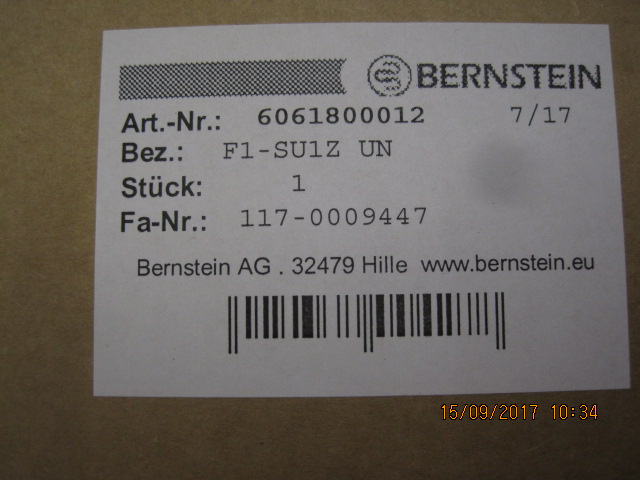 BERNSTEIN
Art.-Nr.: 6061800012 7/17
Bez.: F1-SU1Z UN
Stück: 1
Fa-Nr.: 117-0009447
Bernstein AG . 32479 Hille www.bernstein.eu
15/09/2017 10:34